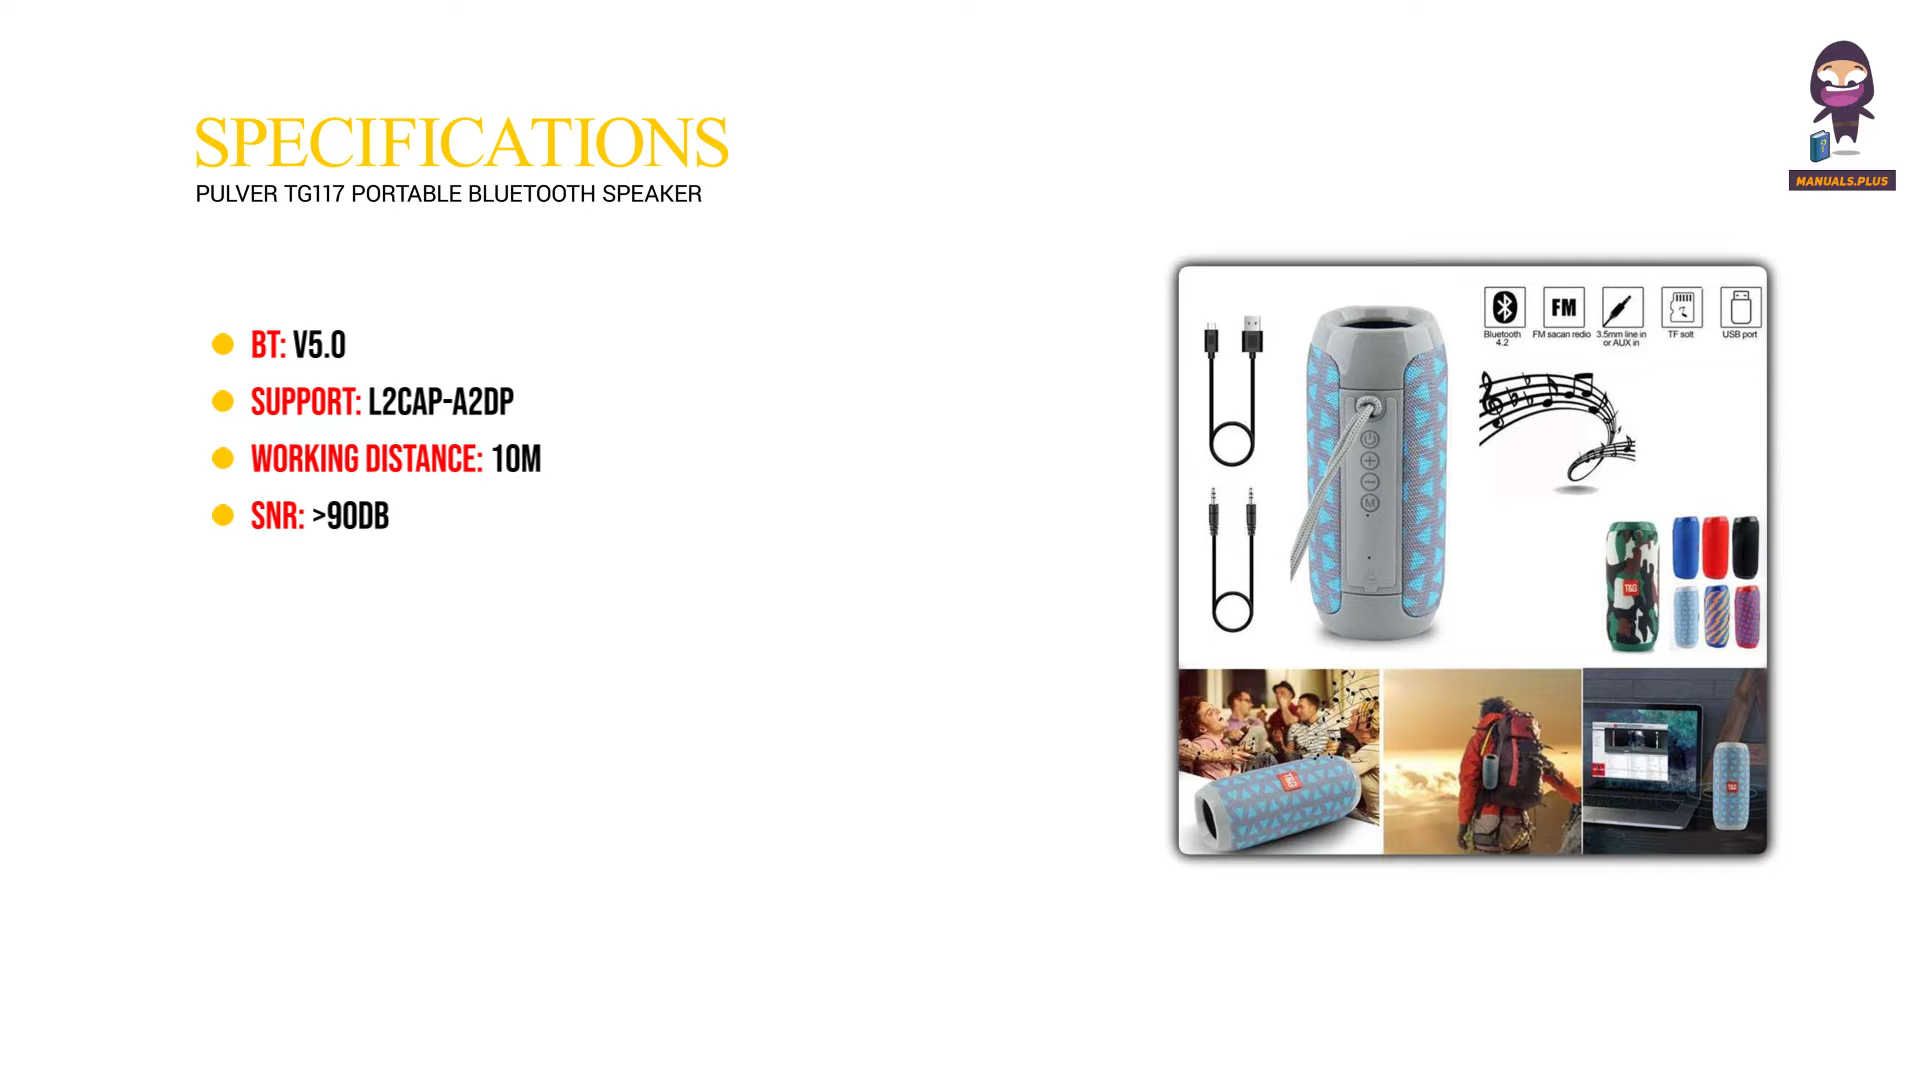 SPECIFICATIONS
PULVER TG117 PORTABLE BLUETOOTH SPEAKER
MANUALS.PLUS
BT: V5.0
SUPPORT: L2CAP-A2DP
WORKING DISTANCE: 10M
SNR: >90DB
FM
Bluetooth 4.2
FM sacan redio
3.5mm line in or AUX in
TF solt
USB port
M
T&G
T&G
T&G